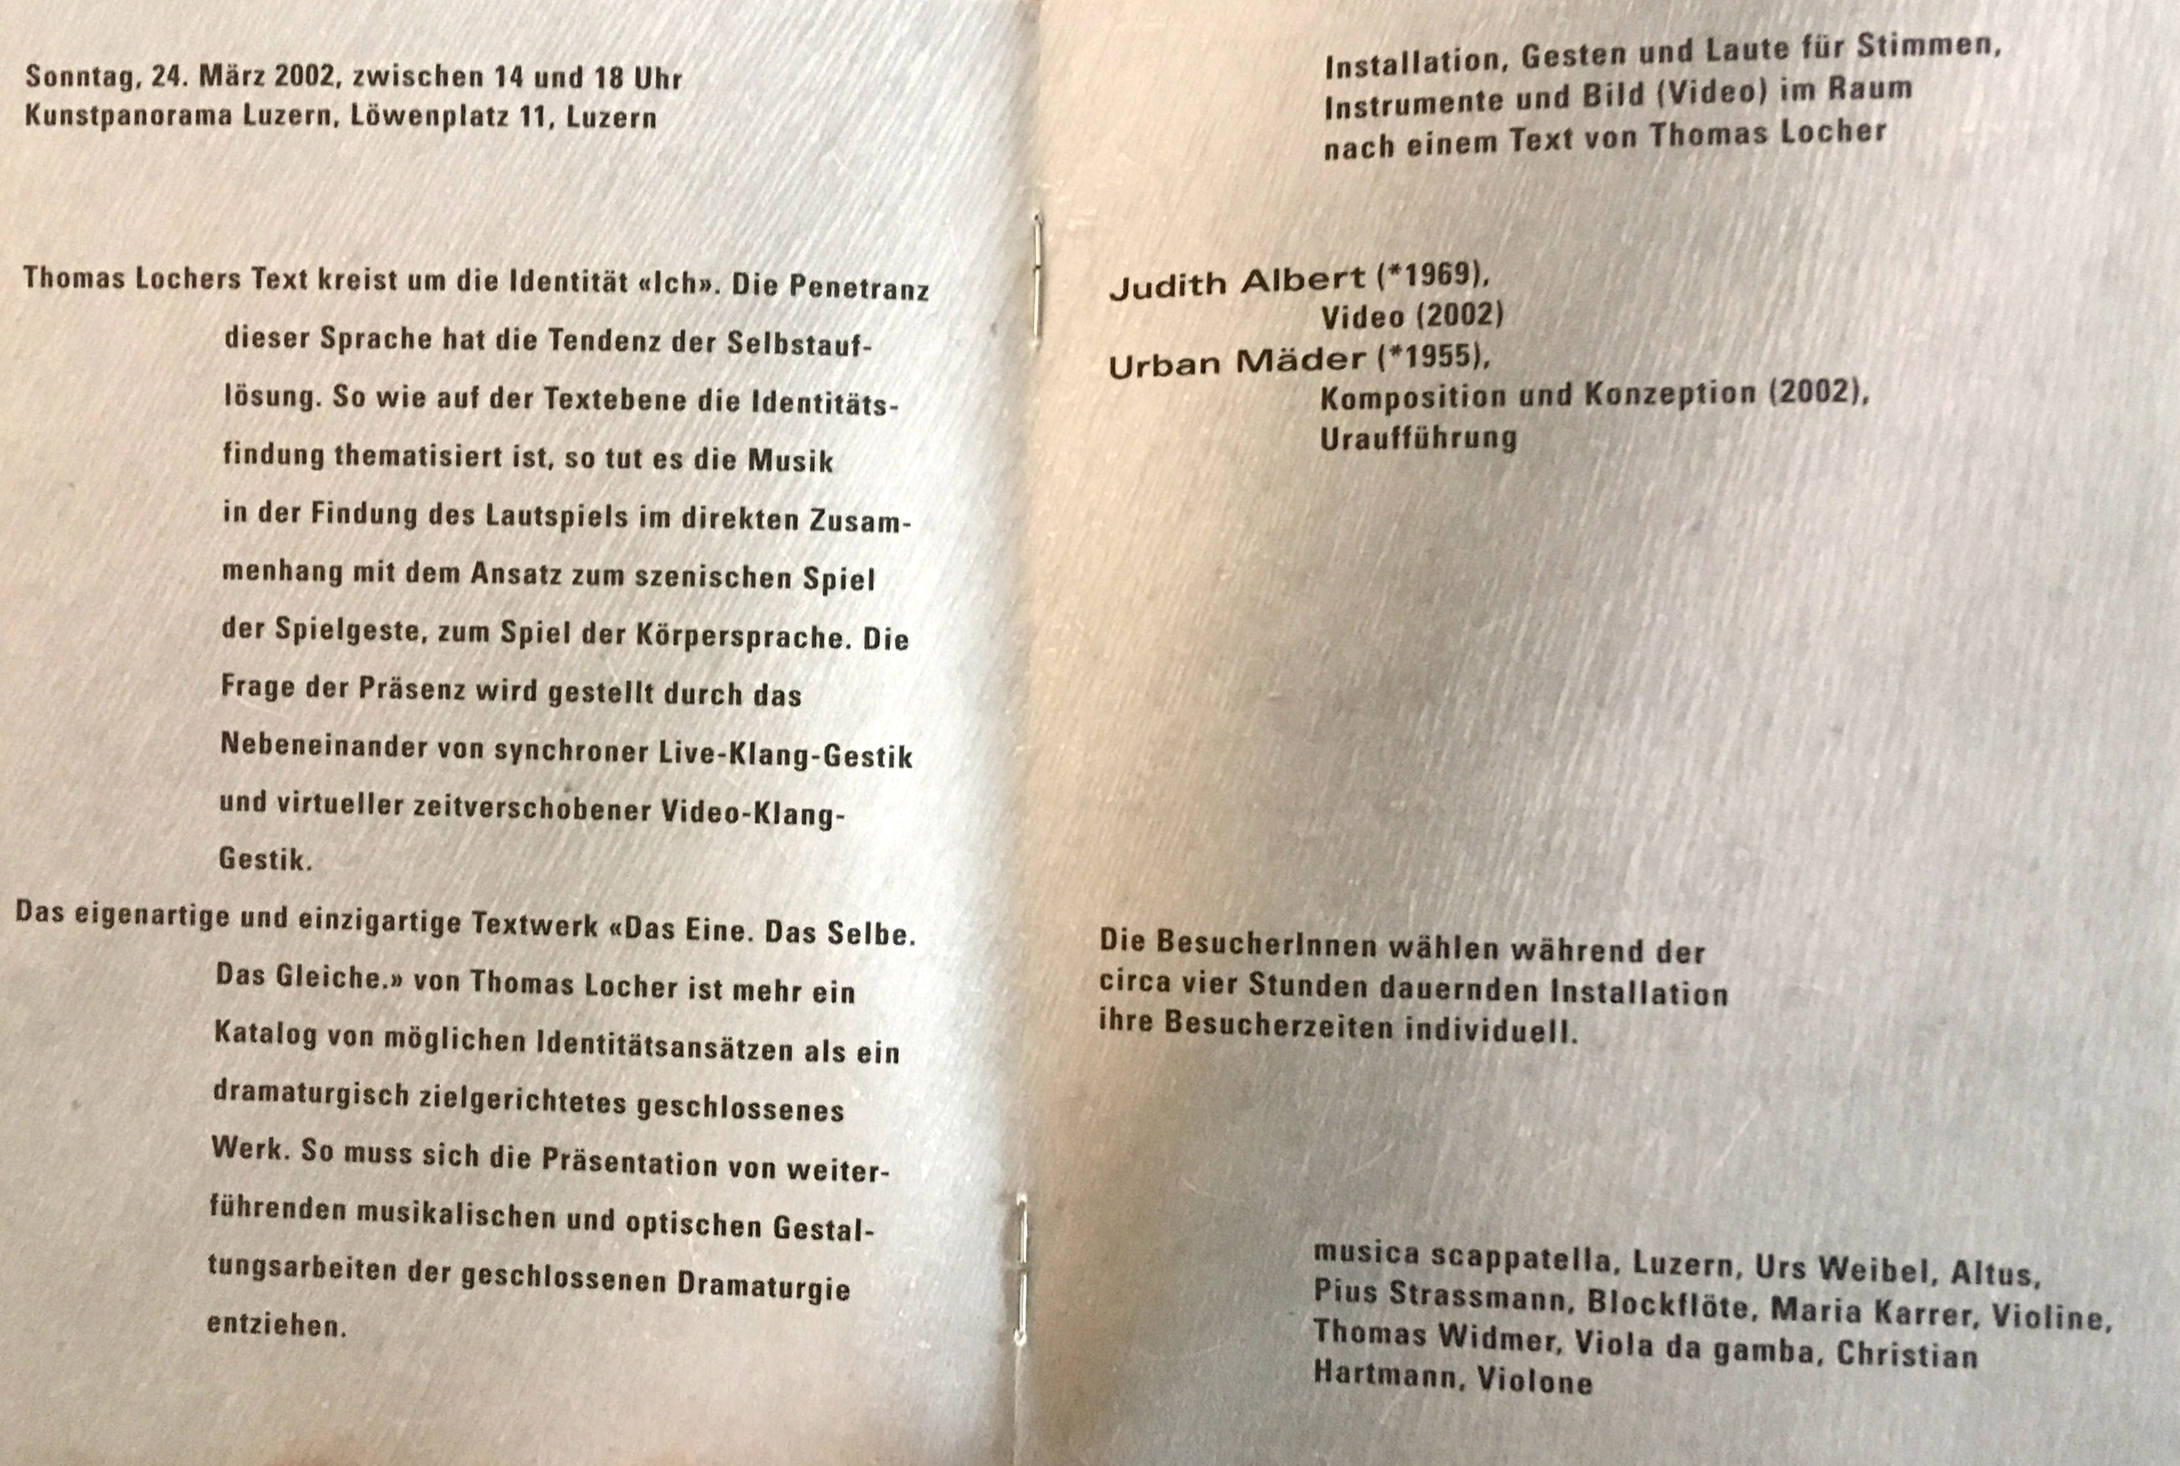 Sonntag, 24. März 2002, zwischen 14 und 18 Uhr
Kunstpanorama Luzern, Löwenplatz 11, Luzern
Thomas Lochers Text kreist um die Identität «Ich». Die Penetranz
dieser Sprache hat die Tendenz der Selbstauf-
lösung. So wie auf der Textebene die Identitäts-
findung thematisiert ist, so tut es die Musik
in der Findung des Lautspiels im direkten Zusam-
menhang mit dem Ansatz zum szenischen Spiel
der Spielgeste, zum Spiel der Körpersprache. Die
Frage der Präsenz wird gestellt durch das
Nebeneinander von synchroner Live-Klang-Gestik
und virtueller zeitverschobener Video-Klang-
Gestik.
Das eigenartige und einzigartige Textwerk «Das Eine. Das Selbe.
Das Gleiche.» von Thomas Locher ist mehr ein
Katalog von möglichen Identitätsansätzen als ein
dramaturgisch zielgerichtetes geschlossenes
Werk. So muss sich die Präsentation von weiter-
führenden musikalischen und optischen Gestal-
tungsarbeiten der geschlossenen Dramaturgie
entziehen.
Installation, Gesten und Laute für Stimmen,
Instrumente und Bild (Video) im Raum
nach einem Text von Thomas Locher
Judith Albert (*1969),
Video (2002)
Urban Mäder (*1955),
Komposition und Konzeption (2002),
Uraufführung
Die BesucherInnen wählen während der
circa vier Stunden dauernden Installation
ihre Besucherzeiten individuell.
musica scappatella, Luzern, Urs Weibel, Altus,
Pius Strassmann, Blockflöte, Maria Karrer, Violine,
Thomas Widmer, Viola da gamba, Christian
Hartmann, Violone